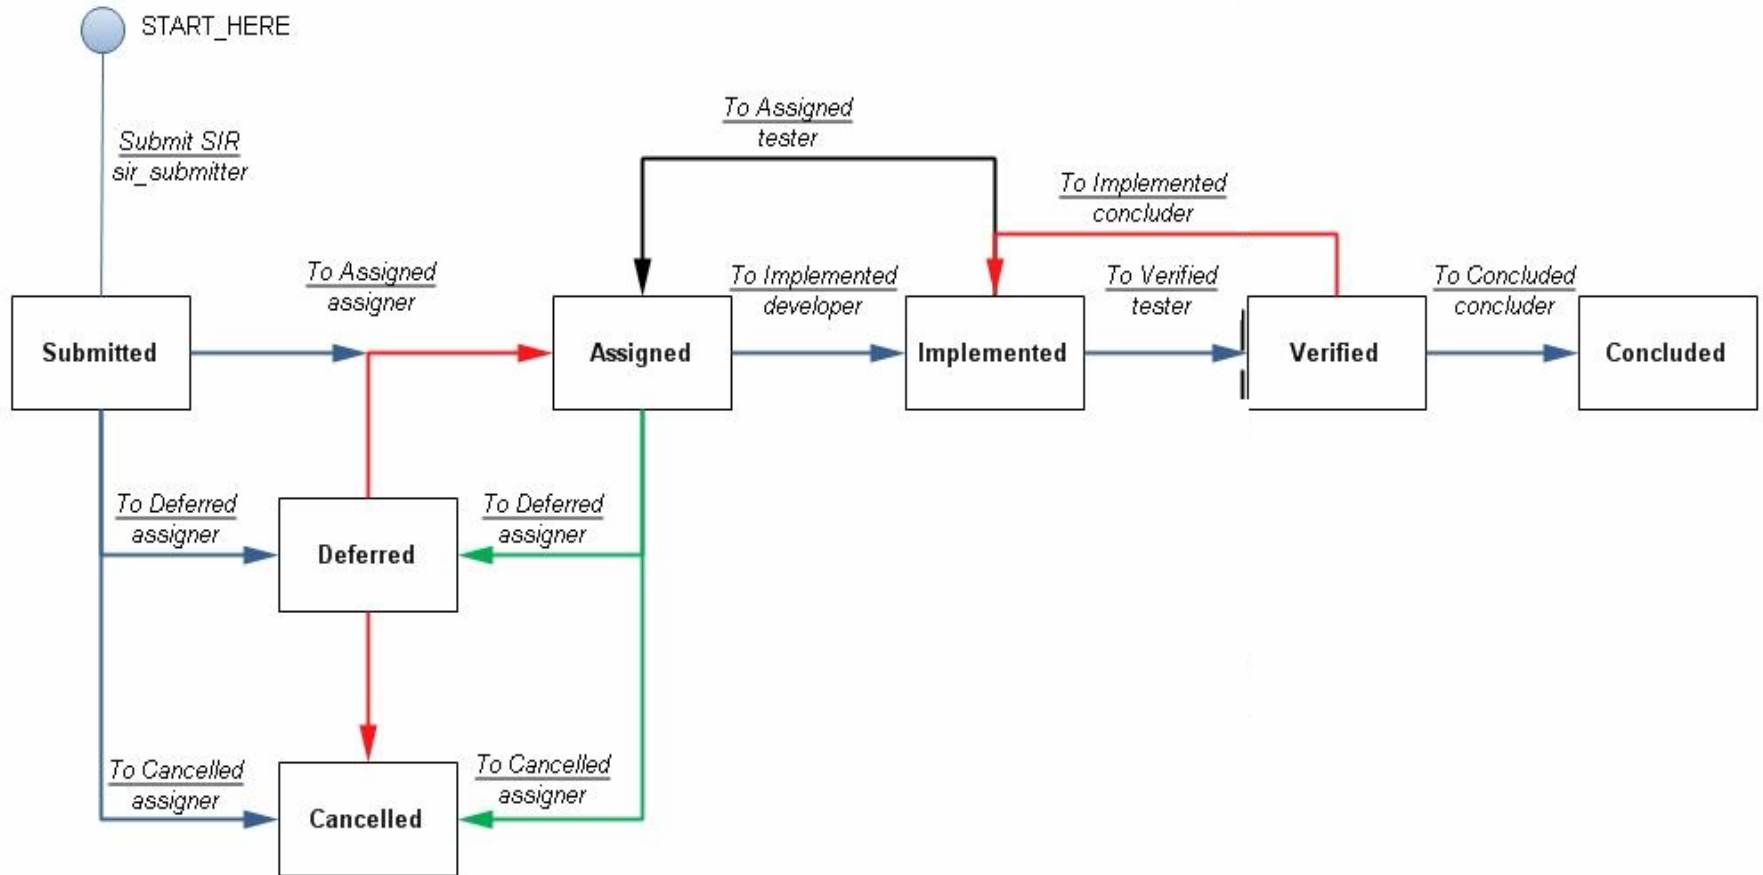 START_HERE
Submit SIR
sir_submitter
To Assigned
tester
To Implemented
concluder
To Assigned
assigner
To Implemented
developer
To Verified
tester
To Concluded
concluder
Submitted
Assigned
Implemented
Verified
Concluded
To Deferred
assigner
To Deferred
assigner
Deferred
To Cancelled
assigner
To Cancelled
assigner
Cancelled